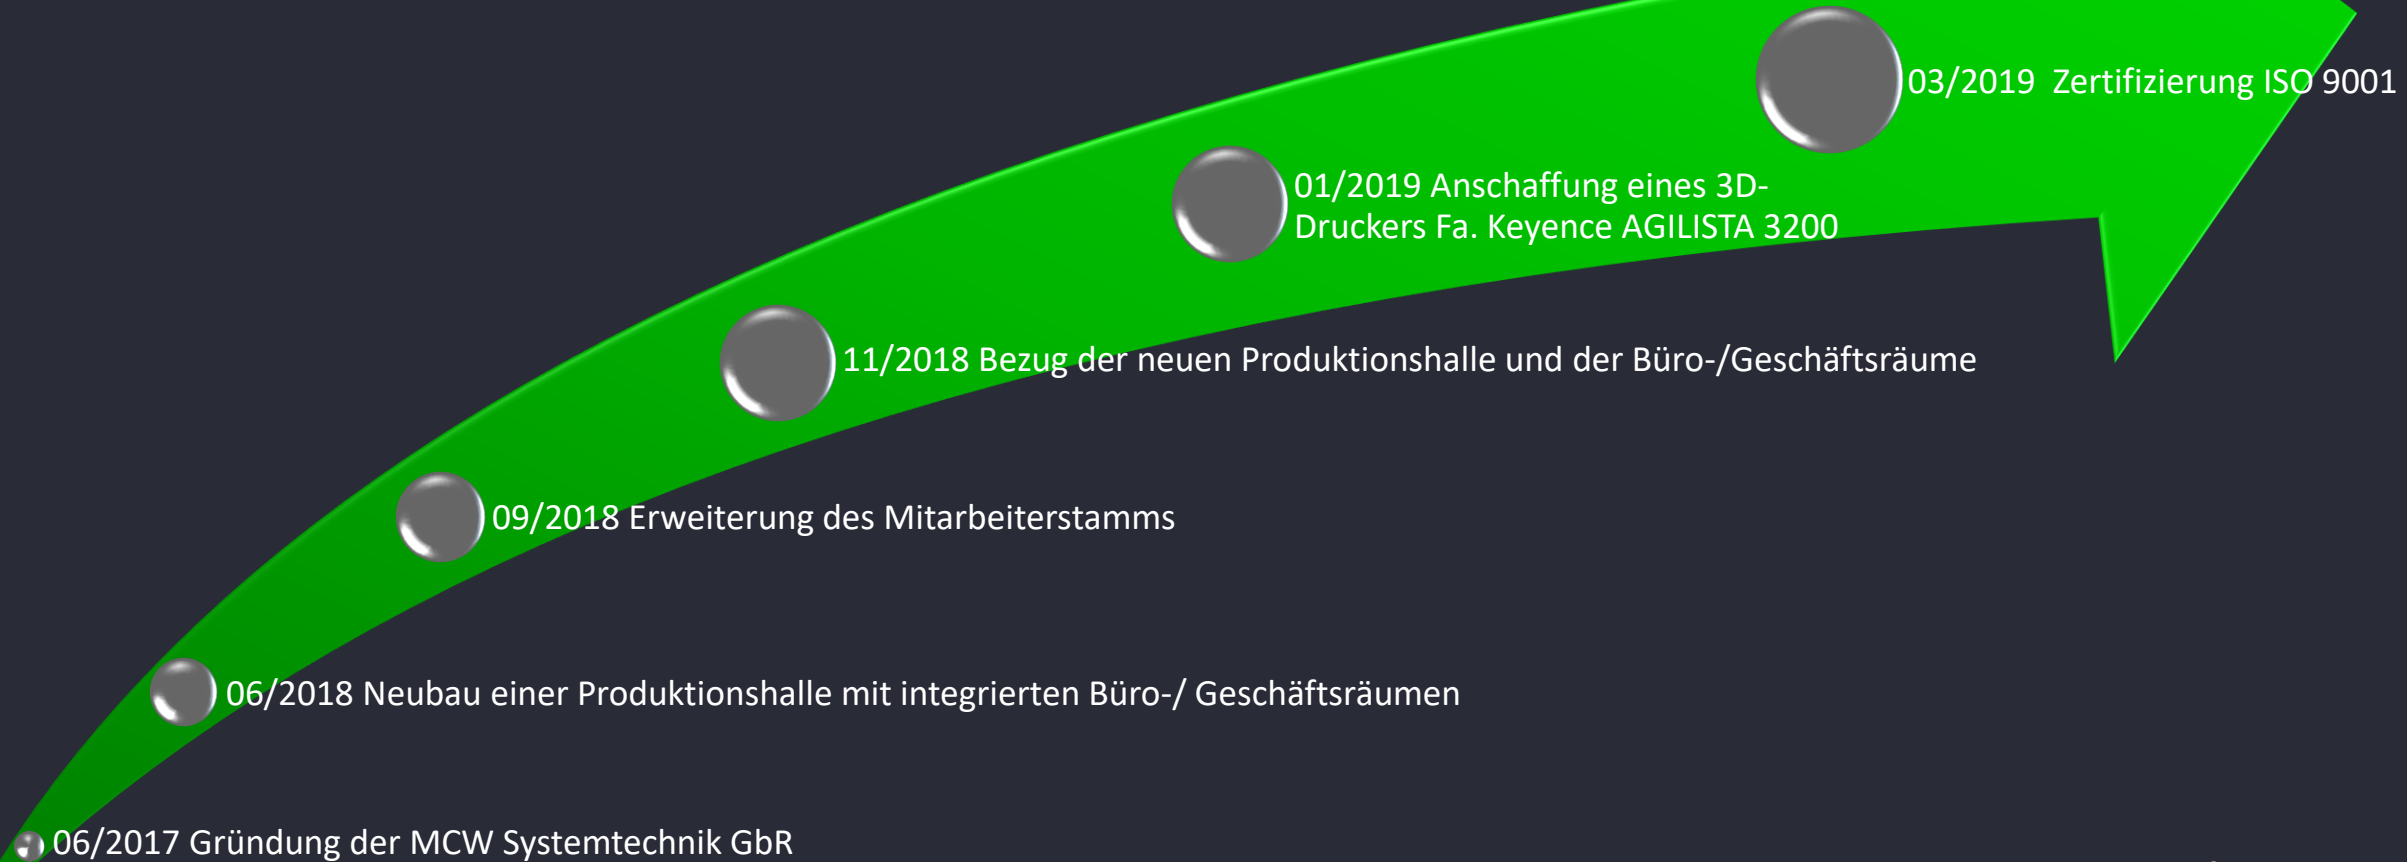 03/2019  Zertifizierung ISO 9001
01/2019 Anschaffung eines 3D-
Druckers Fa. Keyence AGILISTA 3200
11/2018 Bezug der neuen Produktionshalle und der Büro-/Geschäftsräume
09/2018 Erweiterung des Mitarbeiterstamms
06/2018 Neubau einer Produktionshalle mit integrierten Büro-/ Geschäftsräumen
06/2017 Gründung der MCW Systemtechnik GbR